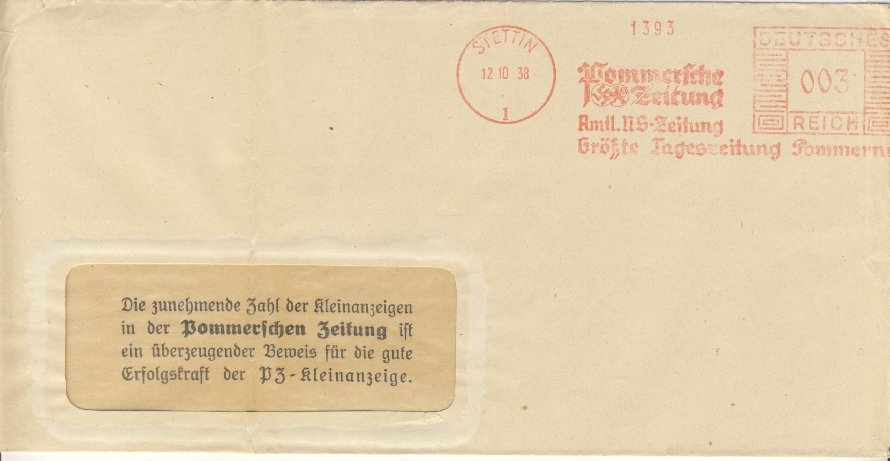 1393
STETTIN
12 10 38
1
Pommersche
Zeitung
Amtl. NS-Zeitung
Größte Tageszeitung Pommerns
DEUTSCHES
003
REICH
Die zunehmende Zahl der Kleinanzeigen
in der Pommerschen Zeitung ist
ein überzeugender Beweis für die gute
Erfolgskraft der PZ-Kleinanzeige.